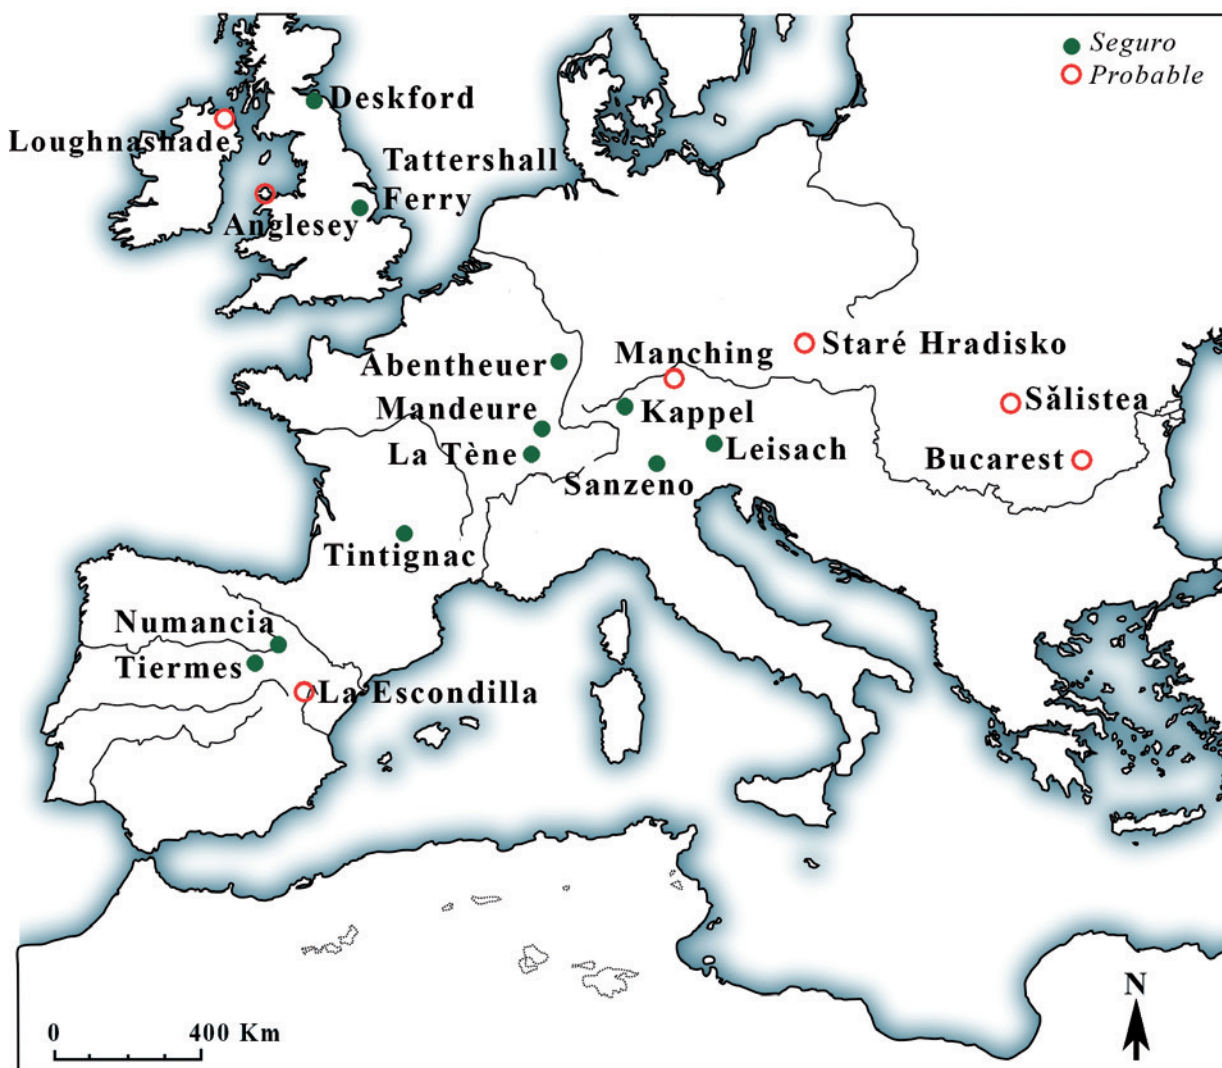 Seguro
Probable
Deskford
Loughnashade
Tattershall
Ferry
Anglesey
Abentheuer
Manching
Staré Hradisko
Mandeure
Kappel
Sălistea
La Tène
Leisach
Bucarest
Sanzeno
Tintignac
Numancia
Tiermes
La Escondilla
N
0 400 Km